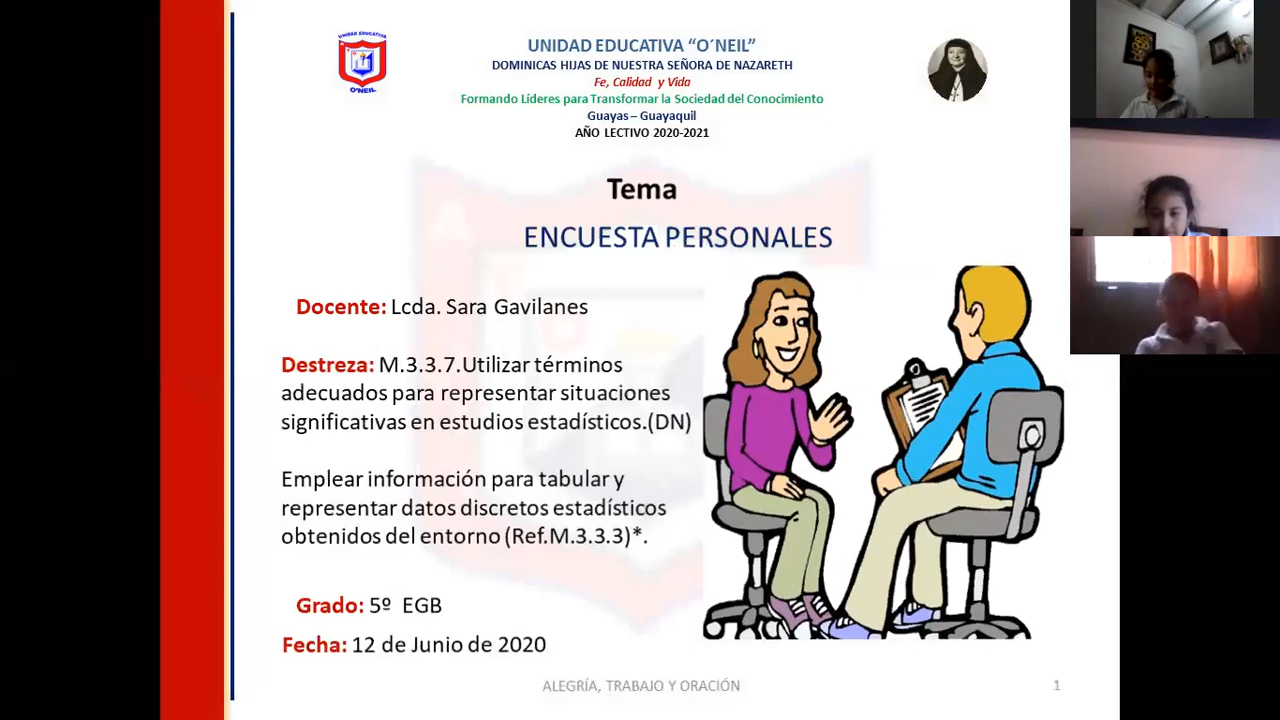 UNIDAD EDUCATIVA
O'NEIL
UNIDAD EDUCATIVA “O´NEIL”
DOMINICAS HIJAS DE NUESTRA SEÑORA DE NAZARETH
Fe, Calidad y Vida
Formando Líderes para Transformar la Sociedad del Conocimiento
Guayas – Guayaquil
AÑO LECTIVO 2020-2021
Tema
ENCUESTA PERSONALES
Docente: Lcda. Sara Gavilanes
Destreza: M.3.3.7.Utilizar términos
adecuados para representar situaciones
significativas en estudios estadísticos.(DN)
Emplear información para tabular y
representar datos discretos estadísticos
obtenidos del entorno (Ref.M.3.3.3)*.
Grado: 5º EGB
Fecha: 12 de Junio de 2020
ALEGRÍA, TRABAJO Y ORACIÓN
1